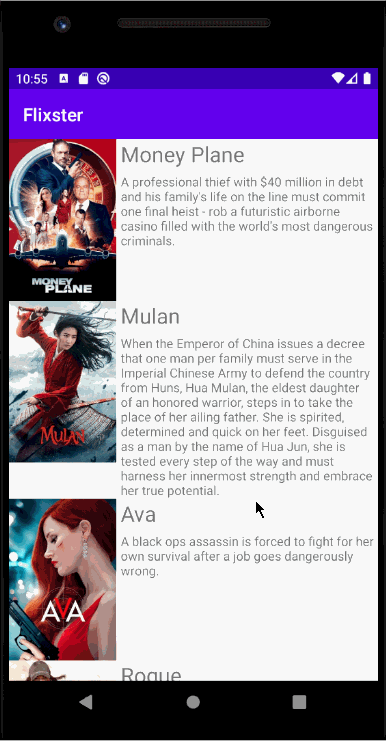 10:55
Flixster
MONEY
PLANE
Money Plane
A professional thief with $40 million in debt
and his family's life on the line must commit
one final heist - rob a futuristic airborne
casino filled with the world's most dangerous
criminals.
MULAN
Mulan
When the Emperor of China issues a decree
that one man per family must serve in the
Imperial Chinese Army to defend the country
from Huns, Hua Mulan, the eldest daughter
of an honored warrior, steps in to take the
place of her ailing father. She is spirited,
determined and quick on her feet. Disguised
as a man by the name of Hua Jun, she is
tested every step of the way and must
harness her innermost strength and embrace
her true potential.
AVA
Ava
A black ops assassin is forced to fight for her
own survival after a job goes dangerously
wrong.
Rogue